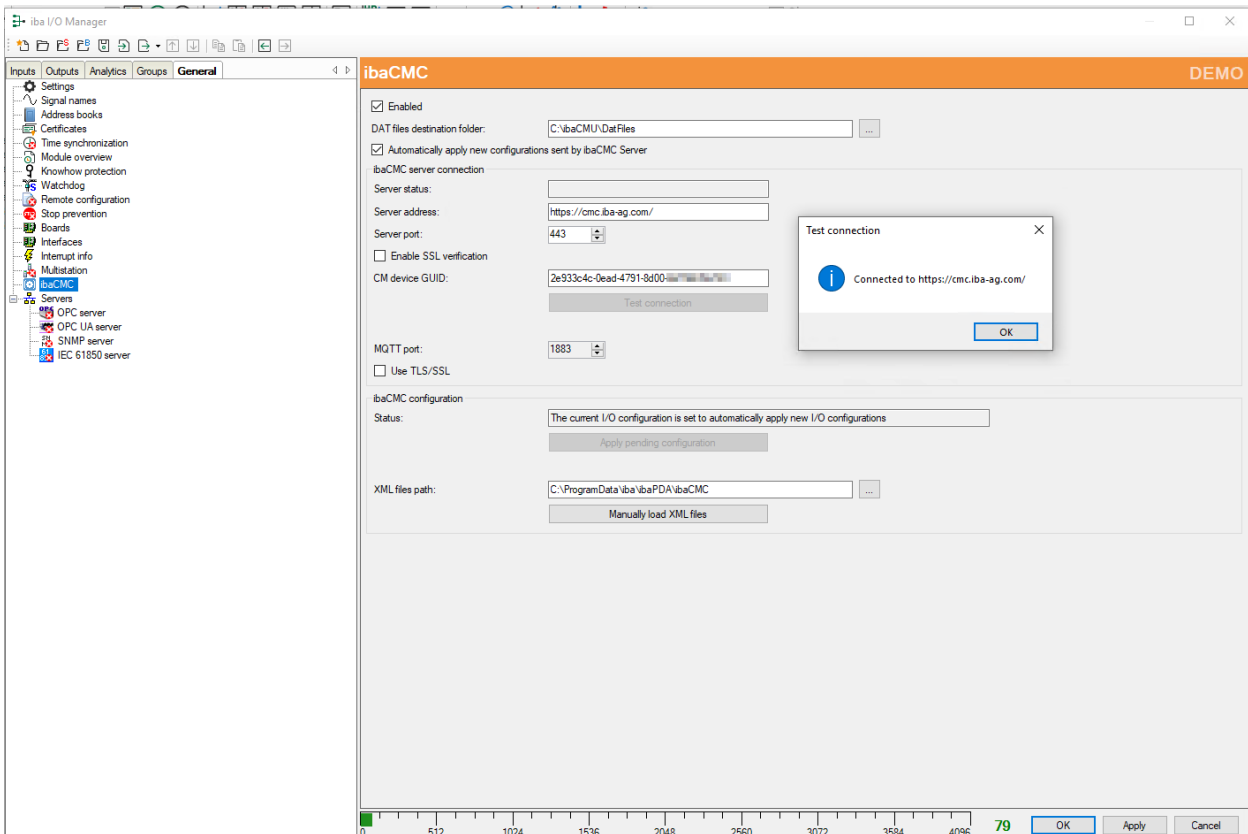 iba I/O Manager
Inputs Outputs Analytics Groups General
Settings
Signal names
Address books
Certificates
Time synchronization
Module overview
Knowhow protection
Watchdog
Remote configuration
Stop prevention
Boards
Interfaces
Interrupt info
Multistation
ibaCMC
Servers
OPC server
OPC UA server
SNMP server
IEC 61850 server
ibaCMC DEMO
Enabled
DAT files destination folder: C:\ibaCMU\DatFiles ...
Automatically apply new configurations sent by ibaCMC Server
ibaCMC server connection
Server status:
Server address: https://cmc.iba-ag.com/
Server port: 443
Enable SSL verification
CM device GUID: 2e933c4c-0ead-4791-8d00-
Test connection
MQTT port: 1883
Use TLS/SSL
ibaCMC configuration
Status: The current I/O configuration is set to automatically apply new I/O configurations
Apply pending configuration
XML files path: C:\ProgramData\iba\ibaPDA\ibaCMC ...
Manually load XML files
Test connection
Connected to https://cmc.iba-ag.com/
OK
0 512 1024 1536 2048 2560 3072 3584 4096
79 OK Apply Cancel